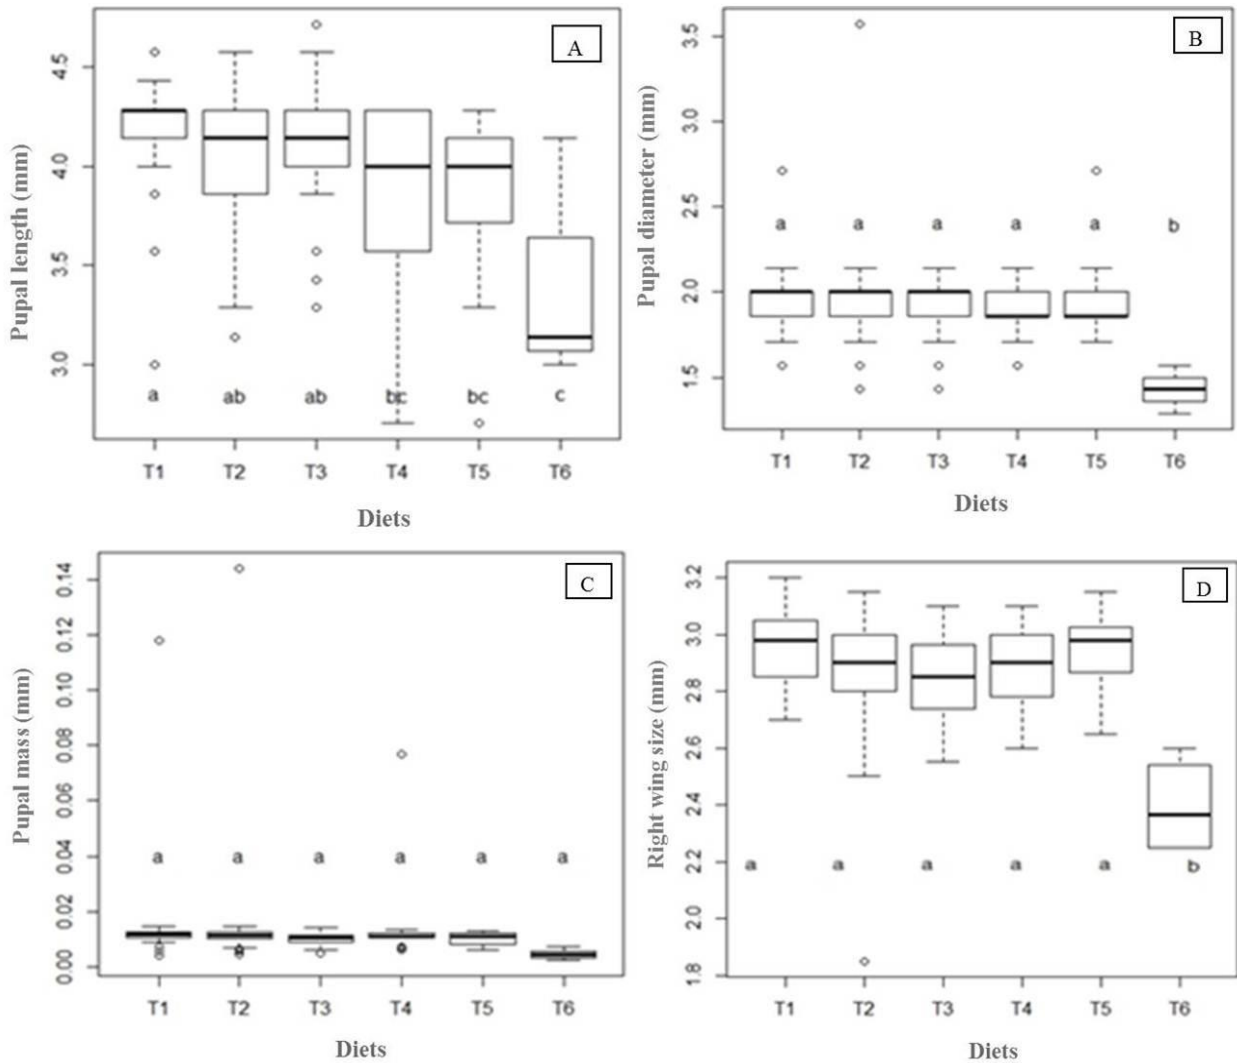 A
Pupal length (mm)
4.5
4.0
3.5
3.0
a ab ab bc bc c
T1 T2 T3 T4 T5 T6
Diets
B
Pupal diameter (mm)
3.5
3.0
2.5
2.0
1.5
a a a a a b
T1 T2 T3 T4 T5 T6
Diets
C
Pupal mass (mm)
0.14
0.12
0.10
0.08
0.06
0.04
0.02
0.00
a a a a a a
T1 T2 T3 T4 T5 T6
Diets
D
Right wing size (mm)
3.2
3.0
2.8
2.6
2.4
2.2
2.0
1.8
a a a a a b
T1 T2 T3 T4 T5 T6
Diets